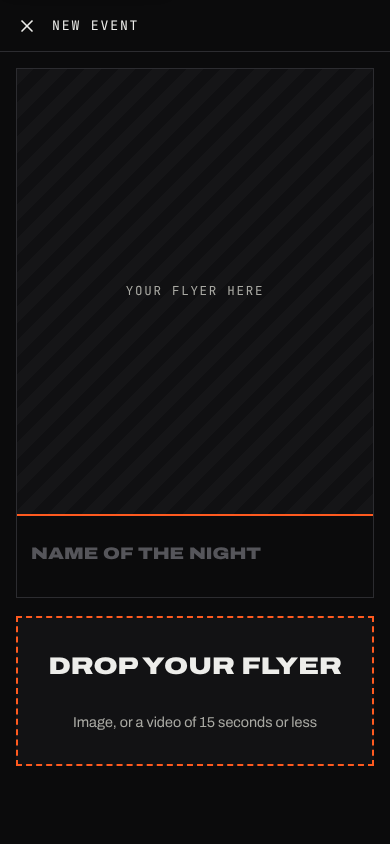 NEW EVENT
YOUR FLYER HERE
NAME OF THE NIGHT
DROP YOUR FLYER
Image, or a video of 15 seconds or less